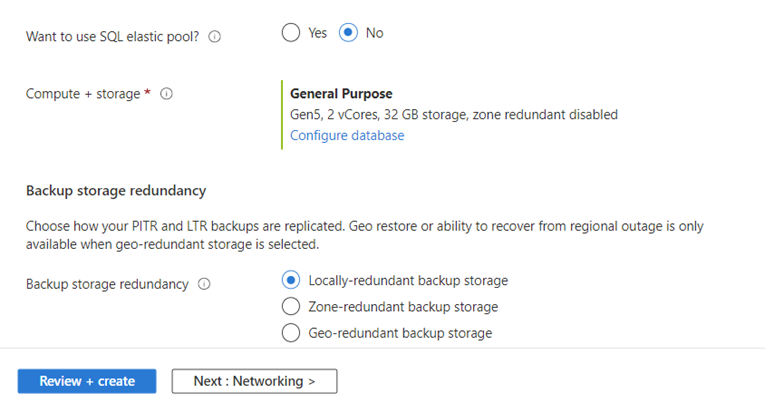 Want to use SQL elastic pool? Yes No
Compute + storage * General Purpose
Gen5, 2 vCores, 32 GB storage, zone redundant disabled
Configure database
Backup storage redundancy
Choose how your PITR and LTR backups are replicated. Geo restore or ability to recover from regional outage is only
available when geo-redundant storage is selected.
Backup storage redundancy Locally-redundant backup storage
Zone-redundant backup storage
Geo-redundant backup storage
Review + create Next : Networking >